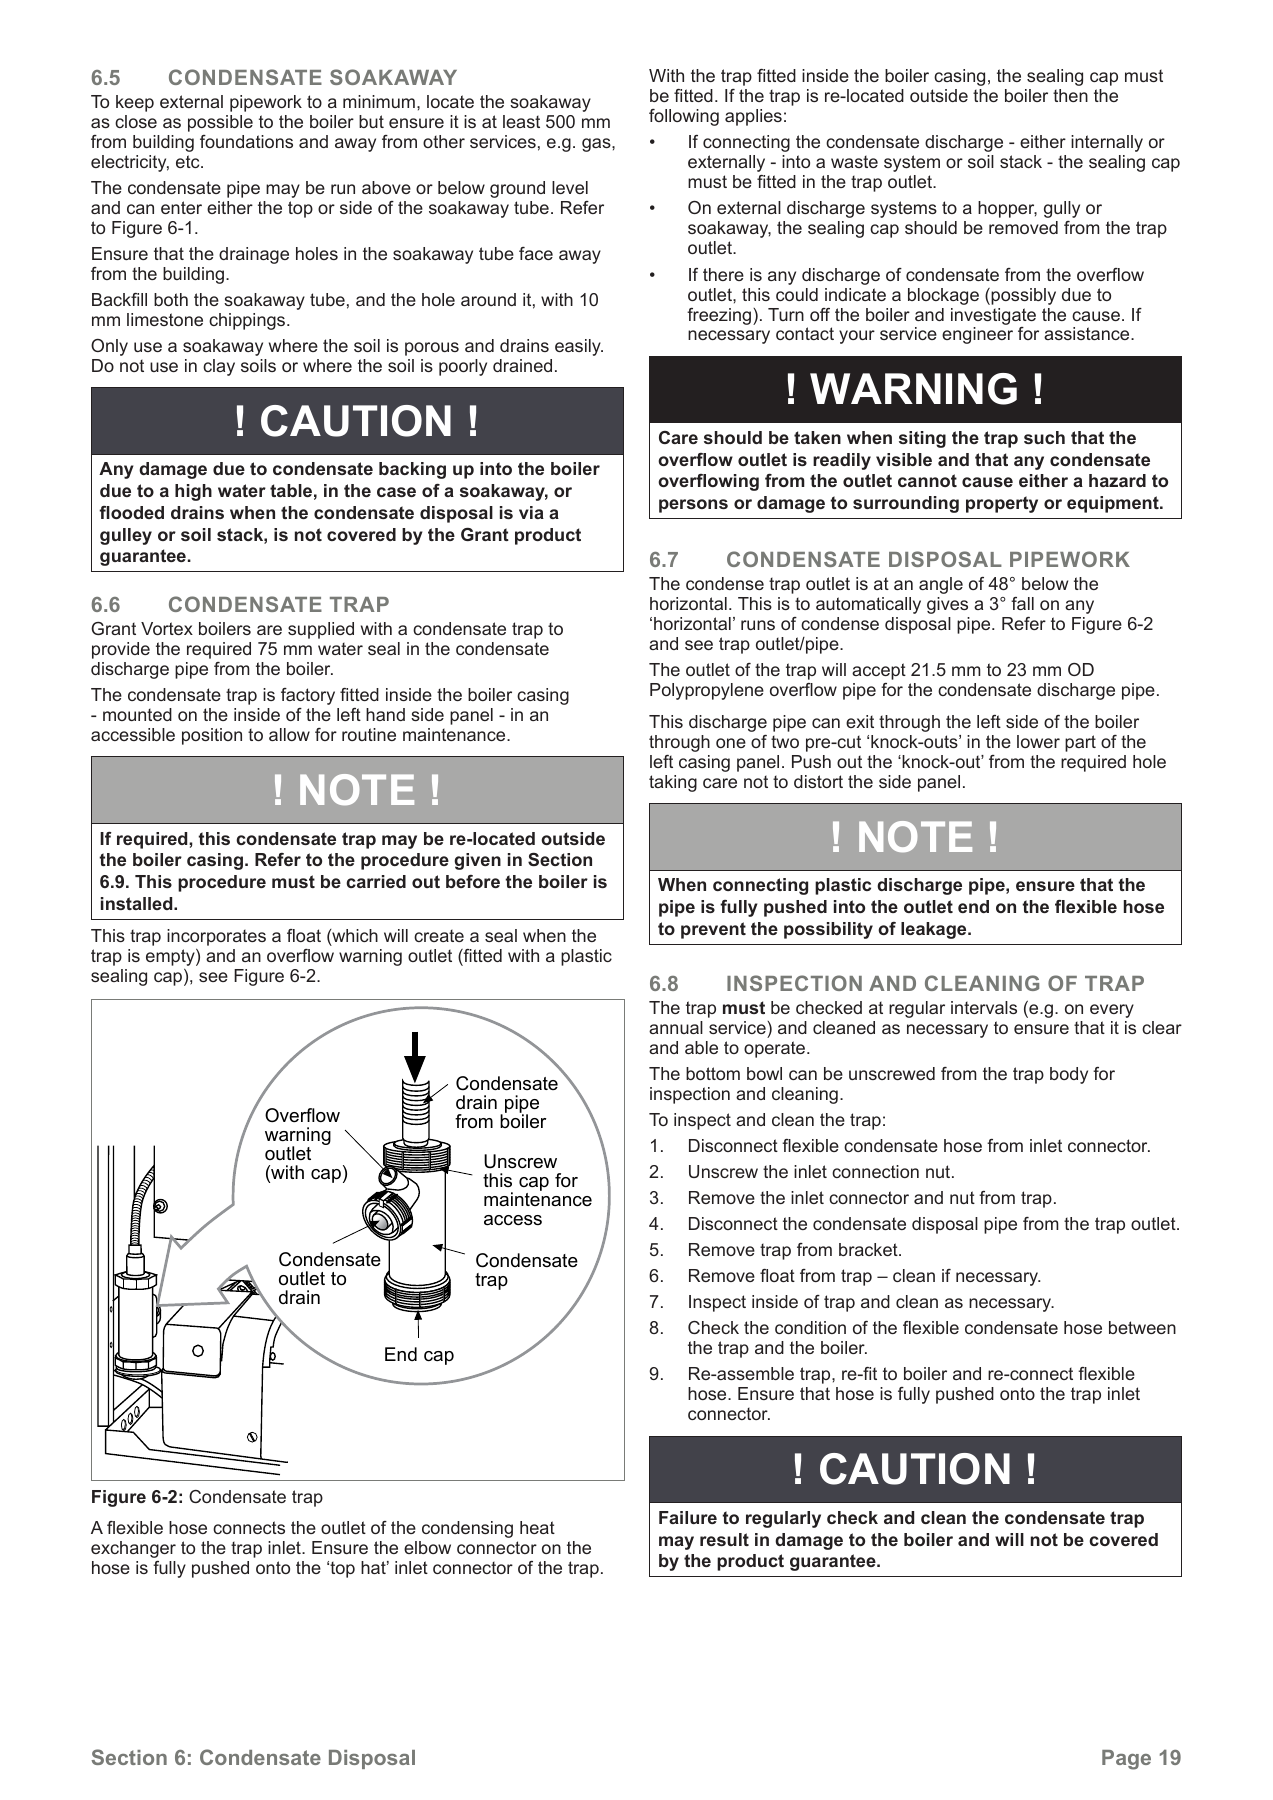 6.5 CONDENSATE SOAKAWAY
To keep external pipework to a minimum, locate the soakaway
as close as possible to the boiler but ensure it is at least 500 mm
from building foundations and away from other services, e.g. gas,
electricity, etc.
The condensate pipe may be run above or below ground level
and can enter either the top or side of the soakaway tube. Refer
to Figure 6-1.
Ensure that the drainage holes in the soakaway tube face away
from the building.
Backfill both the soakaway tube, and the hole around it, with 10
mm limestone chippings.
Only use a soakaway where the soil is porous and drains easily.
Do not use in clay soils or where the soil is poorly drained.
! CAUTION !
Any damage due to condensate backing up into the boiler
due to a high water table, in the case of a soakaway, or
flooded drains when the condensate disposal is via a
gulley or soil stack, is not covered by the Grant product
guarantee.
6.6 CONDENSATE TRAP
Grant Vortex boilers are supplied with a condensate trap to
provide the required 75 mm water seal in the condensate
discharge pipe from the boiler.
The condensate trap is factory fitted inside the boiler casing
- mounted on the inside of the left hand side panel - in an
accessible position to allow for routine maintenance.
! NOTE !
If required, this condensate trap may be re-located outside
the boiler casing. Refer to the procedure given in Section
6.9. This procedure must be carried out before the boiler is
installed.
This trap incorporates a float (which will create a seal when the
trap is empty) and an overflow warning outlet (fitted with a plastic
sealing cap), see Figure 6-2.
Condensate
drain pipe
from boiler
Overflow
warning
outlet
(with cap)
Unscrew
this cap for
maintenance
access
Condensate
outlet to
drain
Condensate
trap
End cap
Figure 6-2: Condensate trap
A flexible hose connects the outlet of the condensing heat
exchanger to the trap inlet. Ensure the elbow connector on the
hose is fully pushed onto the ‘top hat’ inlet connector of the trap.
With the trap fitted inside the boiler casing, the sealing cap must
be fitted. If the trap is re-located outside the boiler then the
following applies:
• If connecting the condensate discharge - either internally or
externally - into a waste system or soil stack - the sealing cap
must be fitted in the trap outlet.
• On external discharge systems to a hopper, gully or
soakaway, the sealing cap should be removed from the trap
outlet.
• If there is any discharge of condensate from the overflow
outlet, this could indicate a blockage (possibly due to
freezing). Turn off the boiler and investigate the cause. If
necessary contact your service engineer for assistance.
! WARNING !
Care should be taken when siting the trap such that the
overflow outlet is readily visible and that any condensate
overflowing from the outlet cannot cause either a hazard to
persons or damage to surrounding property or equipment.
6.7 CONDENSATE DISPOSAL PIPEWORK
The condense trap outlet is at an angle of 48° below the
horizontal. This is to automatically gives a 3° fall on any
‘horizontal’ runs of condense disposal pipe. Refer to Figure 6-2
and see trap outlet/pipe.
The outlet of the trap will accept 21.5 mm to 23 mm OD
Polypropylene overflow pipe for the condensate discharge pipe.
This discharge pipe can exit through the left side of the boiler
through one of two pre-cut ‘knock-outs’ in the lower part of the
left casing panel. Push out the ‘knock-out’ from the required hole
taking care not to distort the side panel.
! NOTE !
When connecting plastic discharge pipe, ensure that the
pipe is fully pushed into the outlet end on the flexible hose
to prevent the possibility of leakage.
6.8 INSPECTION AND CLEANING OF TRAP
The trap must be checked at regular intervals (e.g. on every
annual service) and cleaned as necessary to ensure that it is clear
and able to operate.
The bottom bowl can be unscrewed from the trap body for
inspection and cleaning.
To inspect and clean the trap:
1. Disconnect flexible condensate hose from inlet connector.
2. Unscrew the inlet connection nut.
3. Remove the inlet connector and nut from trap.
4. Disconnect the condensate disposal pipe from the trap outlet.
5. Remove trap from bracket.
6. Remove float from trap – clean if necessary.
7. Inspect inside of trap and clean as necessary.
8. Check the condition of the flexible condensate hose between
the trap and the boiler.
9. Re-assemble trap, re-fit to boiler and re-connect flexible
hose. Ensure that hose is fully pushed onto the trap inlet
connector.
! CAUTION !
Failure to regularly check and clean the condensate trap
may result in damage to the boiler and will not be covered
by the product guarantee.
Section 6: Condensate Disposal
Page 19